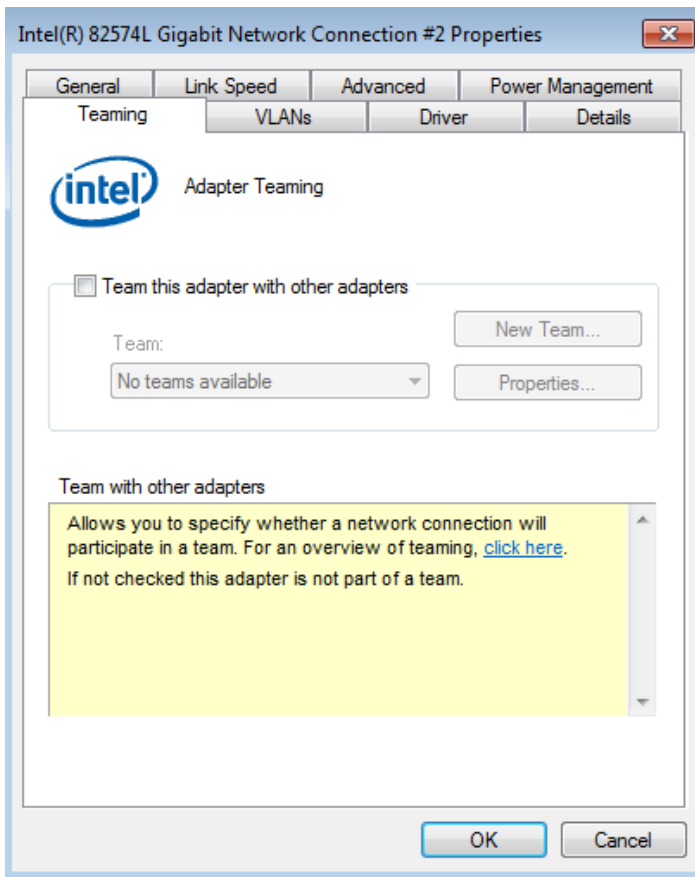 Intel(R) 82574L Gigabit Network Connection #2 Properties
General Link Speed Advanced Power Management
Teaming VLANs Driver Details
intel Adapter Teaming
Team this adapter with other adapters
New Team...
Team:
No teams available Properties...
Team with other adapters
Allows you to specify whether a network connection will
participate in a team. For an overview of teaming, click here.
If not checked this adapter is not part of a team.
OK Cancel